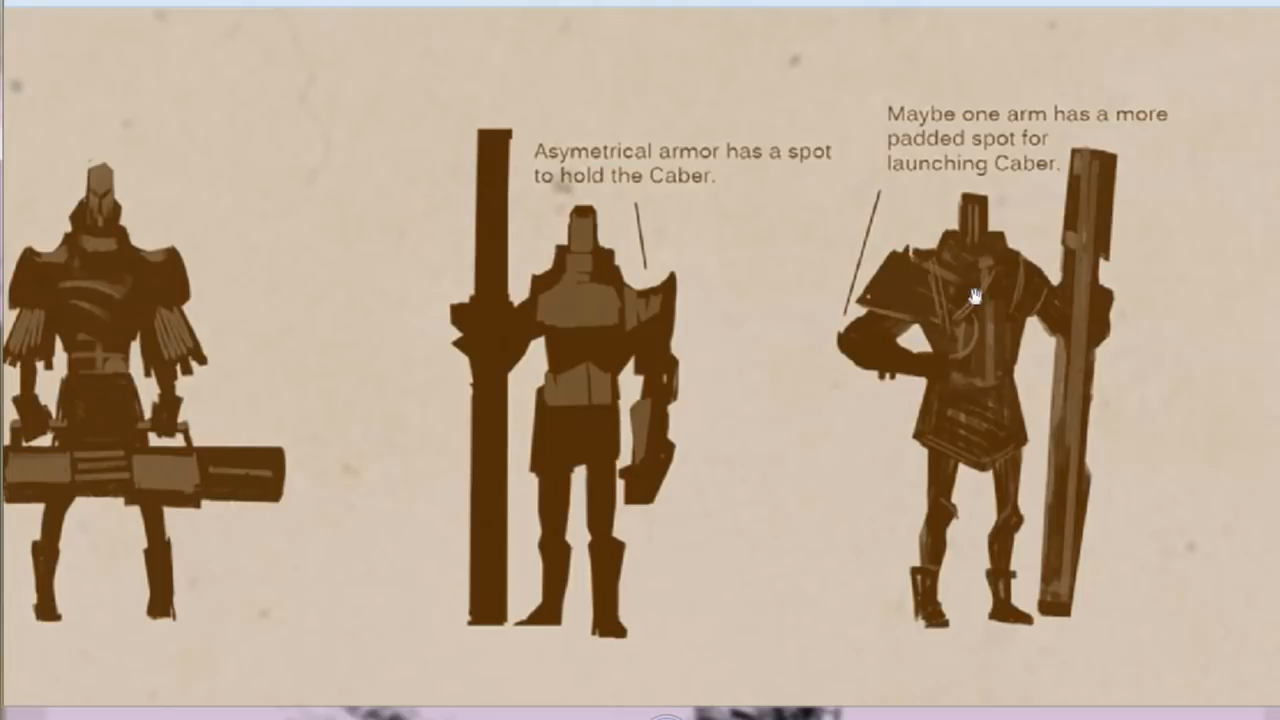 Asymetrical armor has a spot
to hold the Caber.
Maybe one arm has a more
padded spot for
launching Caber.